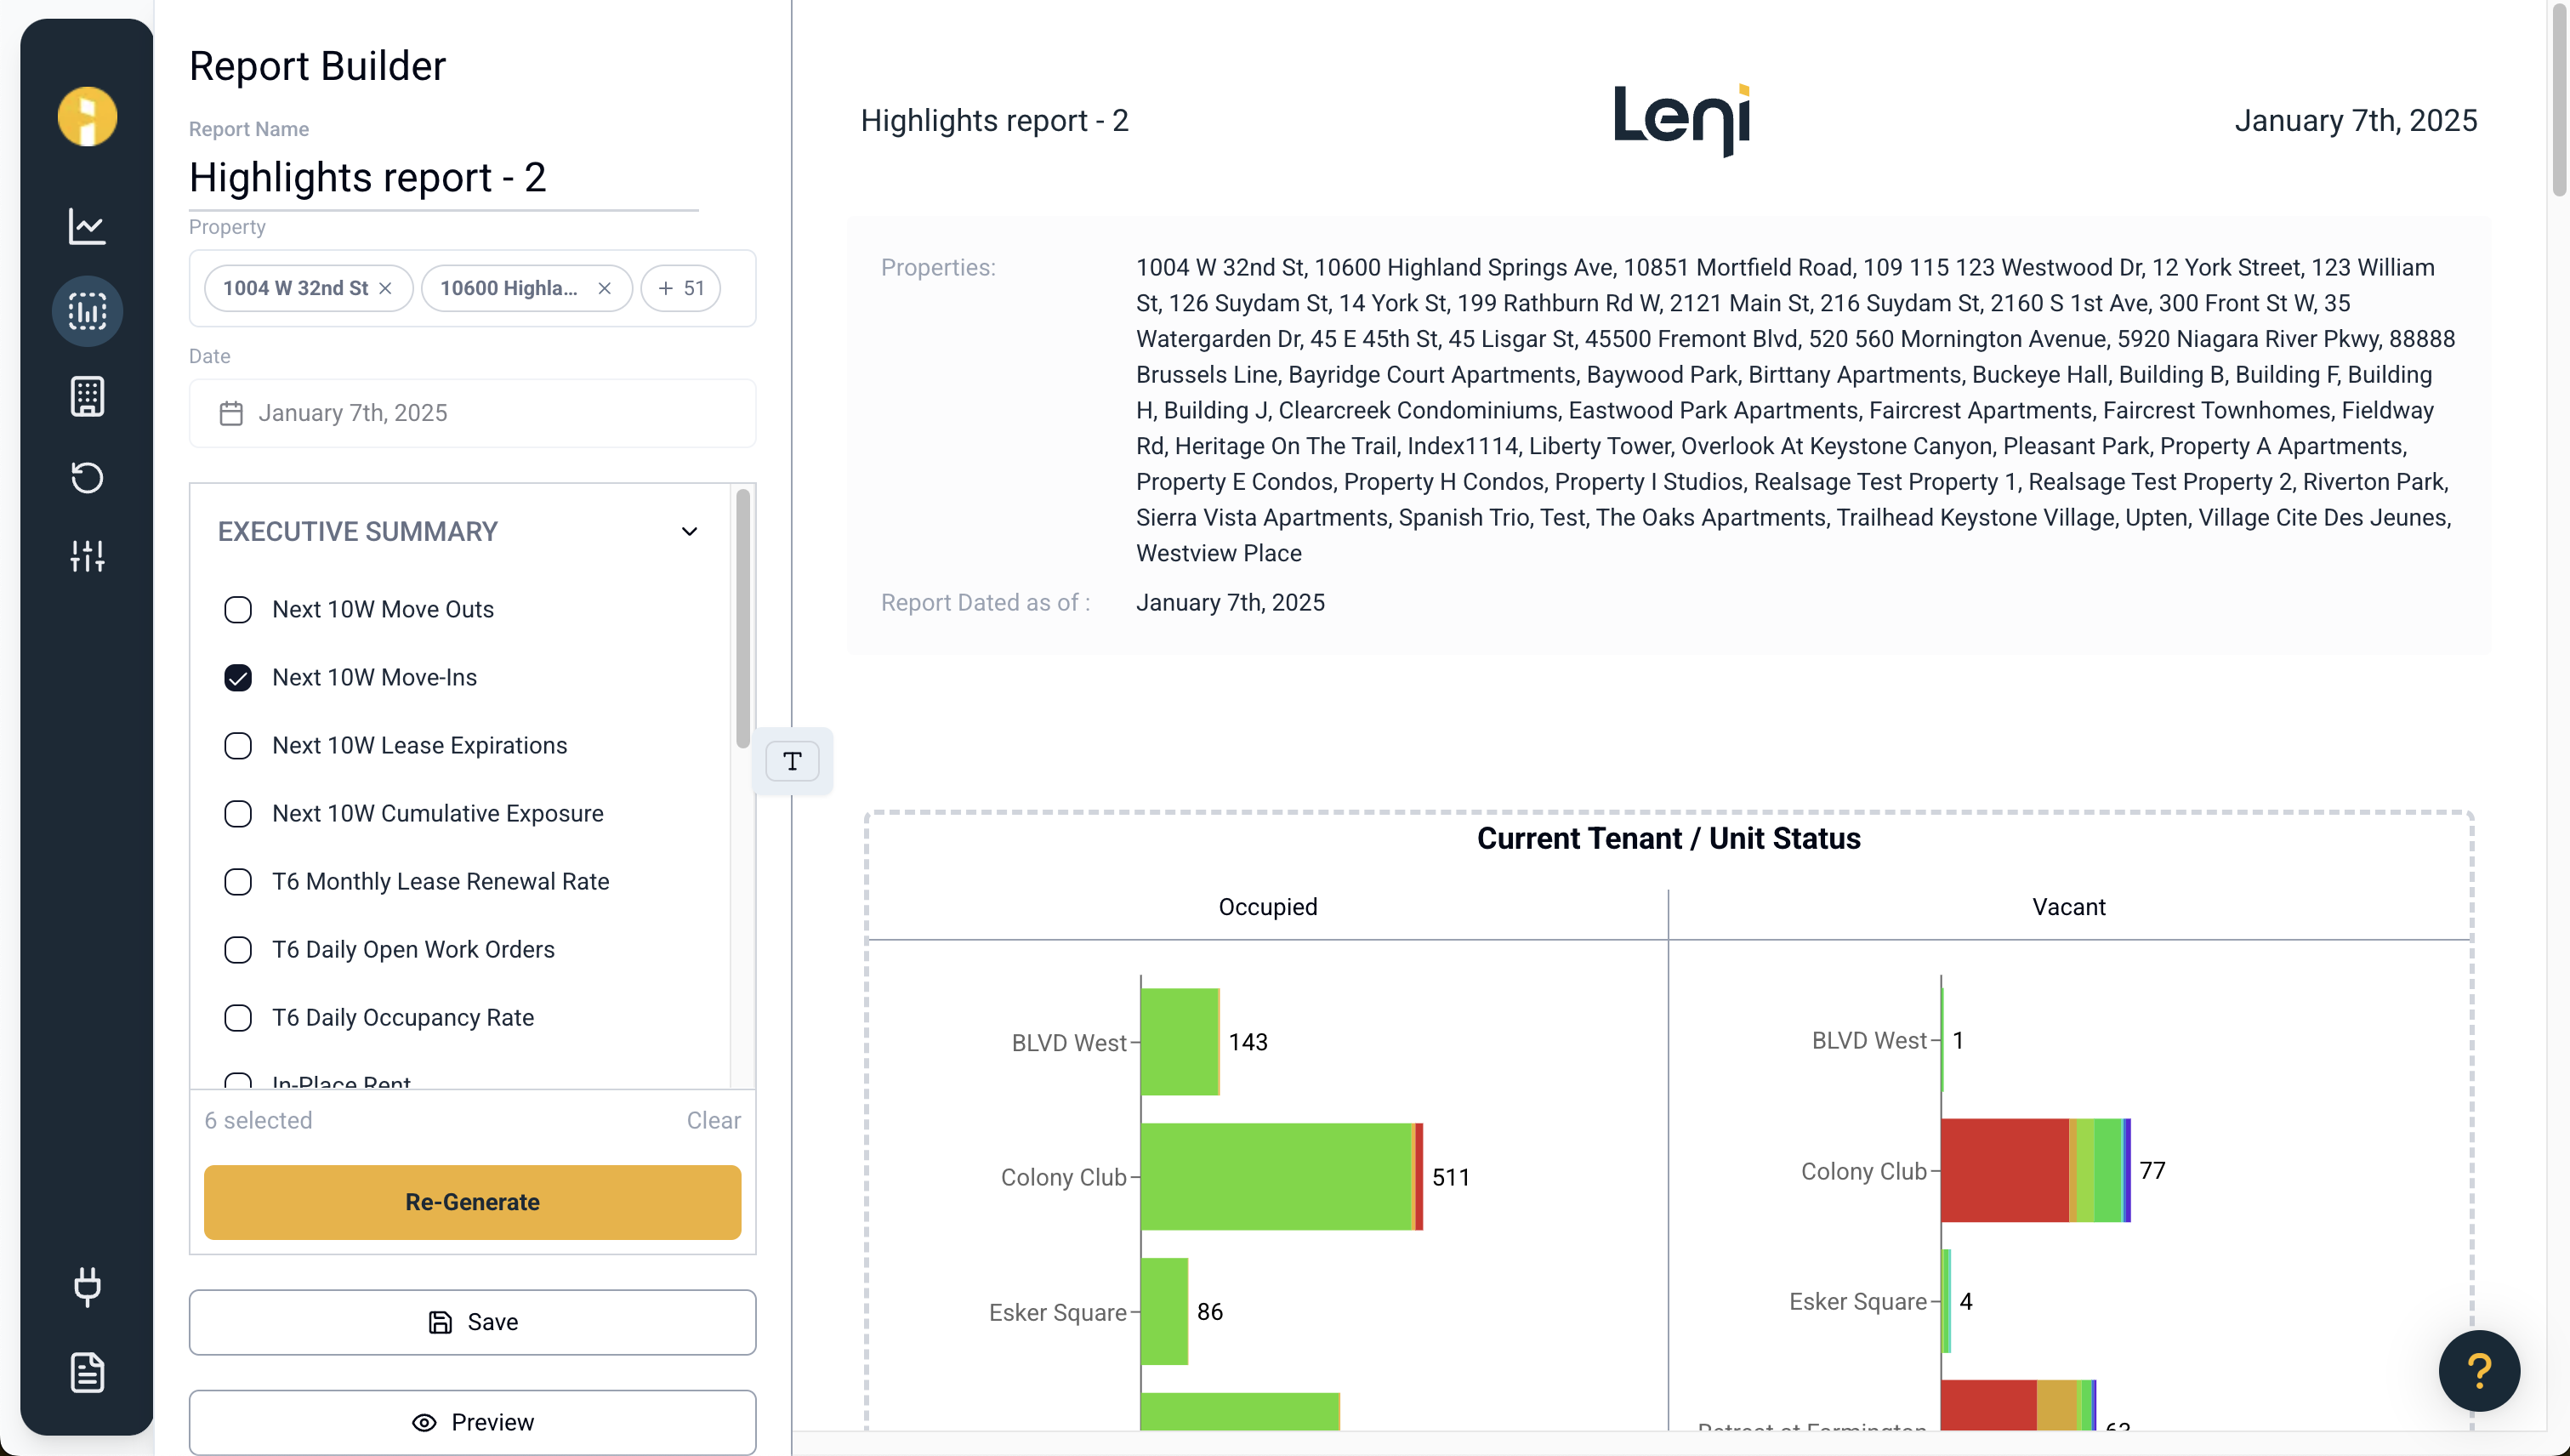 Report Builder
Report Name
Highlights report - 2
Property
1004 W 32nd St
10600 Highla...
+ 51
Date
January 7th, 2025
EXECUTIVE SUMMARY
Next 10W Move Outs
Next 10W Move-Ins
Next 10W Lease Expirations
Next 10W Cumulative Exposure
T6 Monthly Lease Renewal Rate
T6 Daily Open Work Orders
T6 Daily Occupancy Rate
In-Place Rent
6 selected
Clear
Re-Generate
Save
Preview
T
Highlights report - 2
Leni
January 7th, 2025
Properties:
1004 W 32nd St, 10600 Highland Springs Ave, 10851 Mortfield Road, 109 115 123 Westwood Dr, 12 York Street, 123 William
St, 126 Suydam St, 14 York St, 199 Rathburn Rd W, 2121 Main St, 216 Suydam St, 2160 S 1st Ave, 300 Front St W, 35
Watergarden Dr, 45 E 45th St, 45 Lisgar St, 45500 Fremont Blvd, 520 560 Mornington Avenue, 5920 Niagara River Pkwy, 88888
Brussels Line, Bayridge Court Apartments, Baywood Park, Birttany Apartments, Buckeye Hall, Building B, Building F, Building
H, Building J, Clearcreek Condominiums, Eastwood Park Apartments, Faircrest Apartments, Faircrest Townhomes, Fieldway
Rd, Heritage On The Trail, Index1114, Liberty Tower, Overlook At Keystone Canyon, Pleasant Park, Property A Apartments,
Property E Condos, Property H Condos, Property I Studios, Realsage Test Property 1, Realsage Test Property 2, Riverton Park,
Sierra Vista Apartments, Spanish Trio, Test, The Oaks Apartments, Trailhead Keystone Village, Upten, Village Cite Des Jeunes,
Westview Place
Report Dated as of :
January 7th, 2025
Current Tenant / Unit Status
Occupied
Vacant
BLVD West
143
Colony Club
511
Esker Square
86
BLVD West
1
Colony Club
77
Esker Square
4
Retreat at Farmington
?